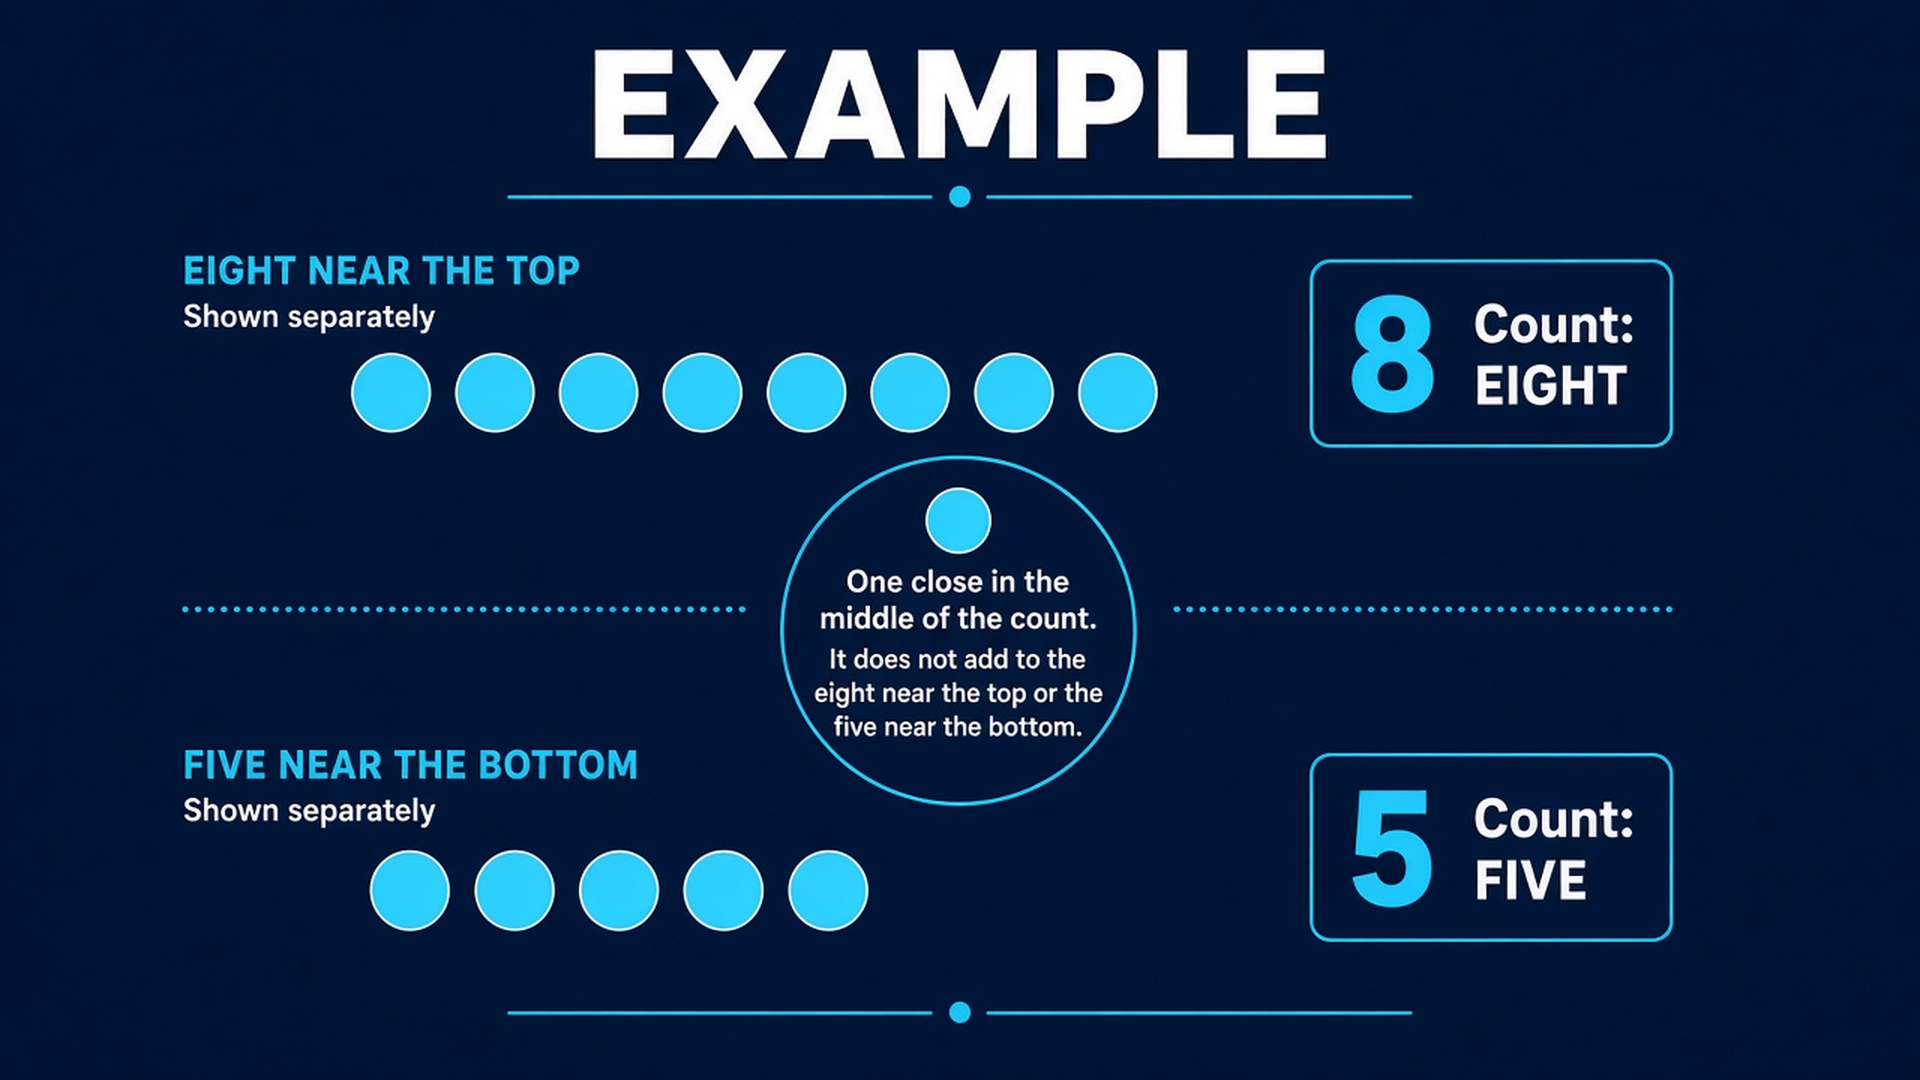 EXAMPLE
EIGHT NEAR THE TOP
Shown separately
8
Count:
EIGHT
One close in the
middle of the count.
It does not add to the
eight near the top or the
five near the bottom.
FIVE NEAR THE BOTTOM
Shown separately
5
Count:
FIVE